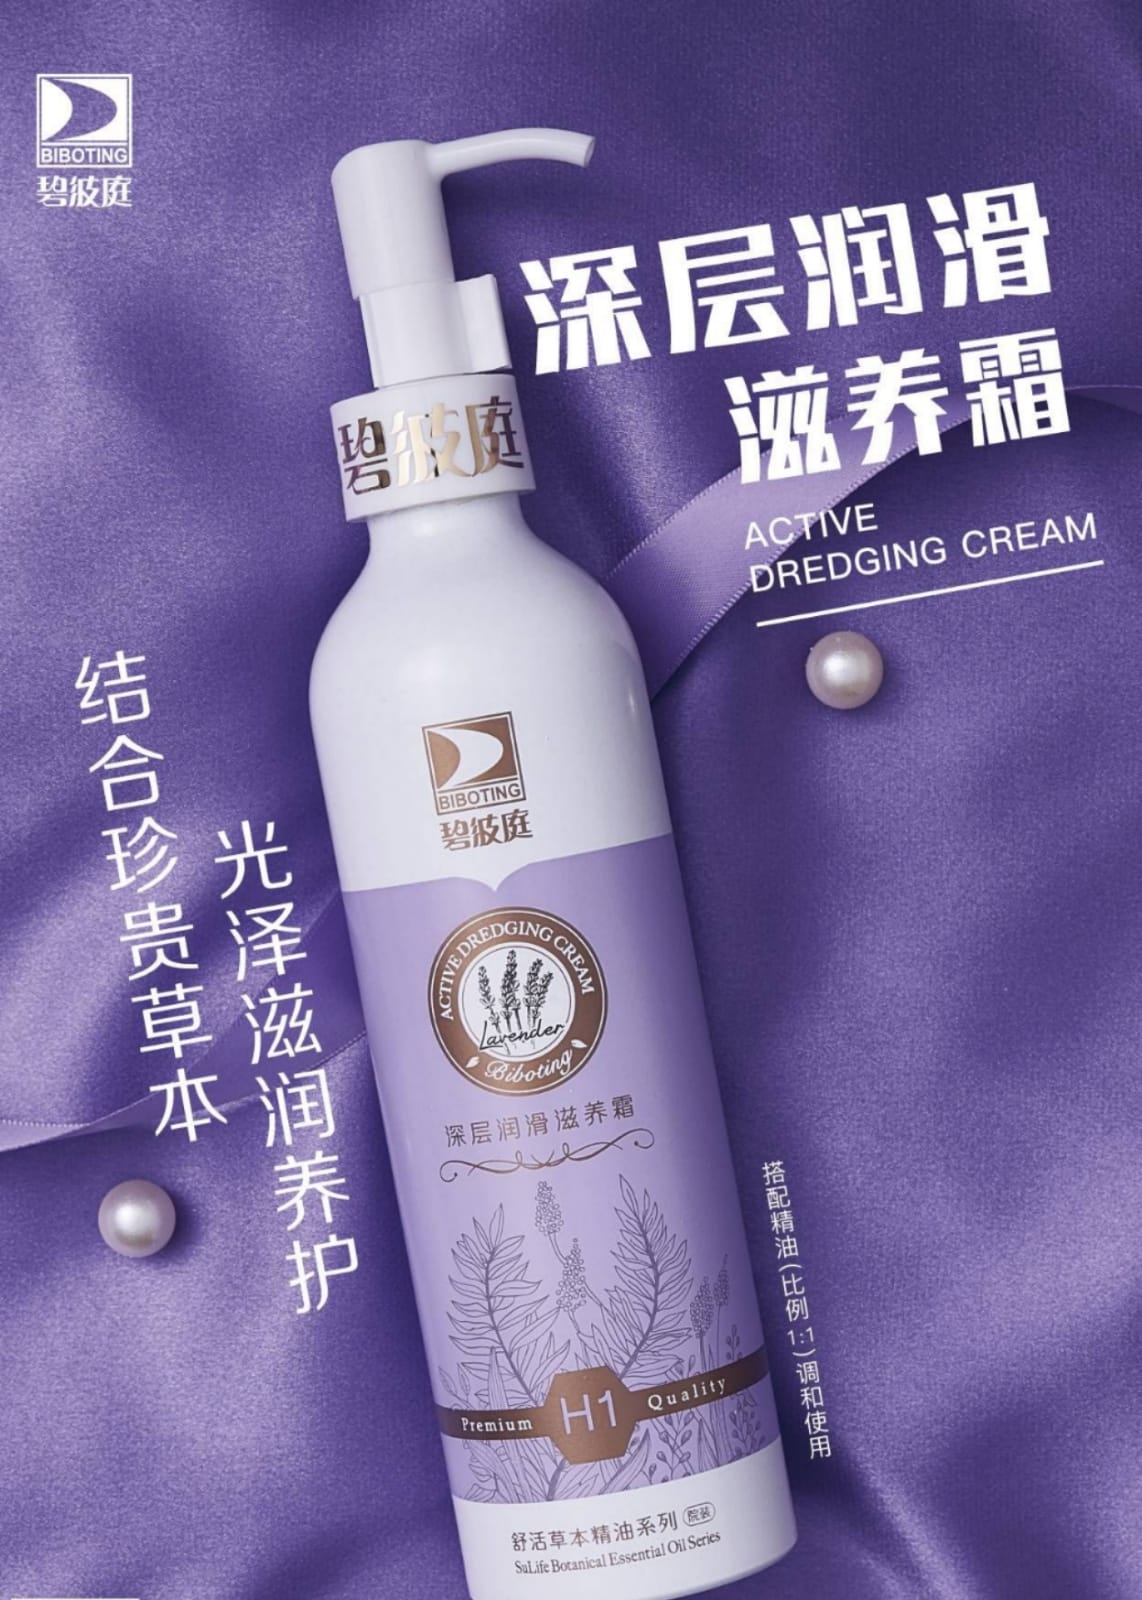 BIBOTING
碧波庭
深层润滑
滋养霜
ACTIVE
DREDGING CREAM
碧波庭
结合珍贵草本
光泽滋润养护
BIBOTING
碧波庭
ACTIVE DREDGING CREAM
Lavender
Biboting
深层润滑滋养霜
搭配精油(比例1:1)调和使用
Premium H1 Quality
舒活草本精油系列 院装
SuLife Botanical Essential Oil Series